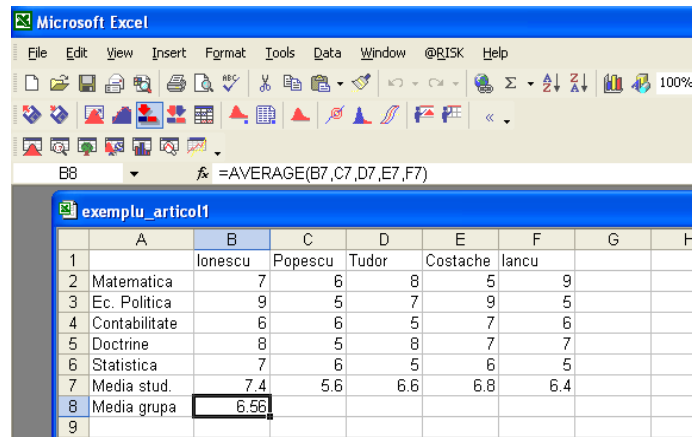 Microsoft Excel
File Edit View Insert Format Tools Data Window @RISK Help
ABC Σ A Z Z A 100%
«
B8 fx =AVERAGE(B7,C7,D7,E7,F7)
exemplu_articol1
A B C D E F G H
1 Ionescu Popescu Tudor Costache Iancu
2 Matematica 7 6 8 5 9
3 Ec. Politica 9 5 7 9 5
4 Contabilitate 6 6 5 7 6
5 Doctrine 8 5 8 7 7
6 Statistica 7 6 5 6 5
7 Media stud. 7.4 5.6 6.6 6.8 6.4
8 Media grupa 6.56
9